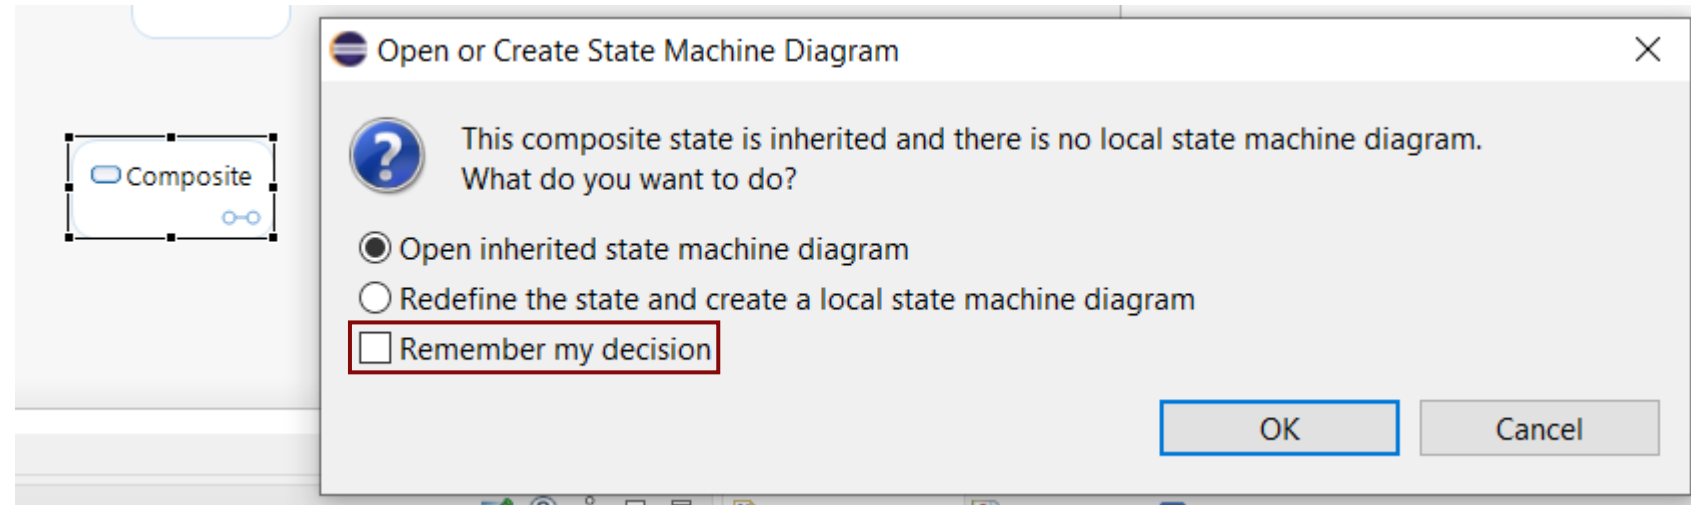 Open or Create State Machine Diagram
This composite state is inherited and there is no local state machine diagram.
What do you want to do?
Composite
Open inherited state machine diagram
Redefine the state and create a local state machine diagram
Remember my decision
OK
Cancel